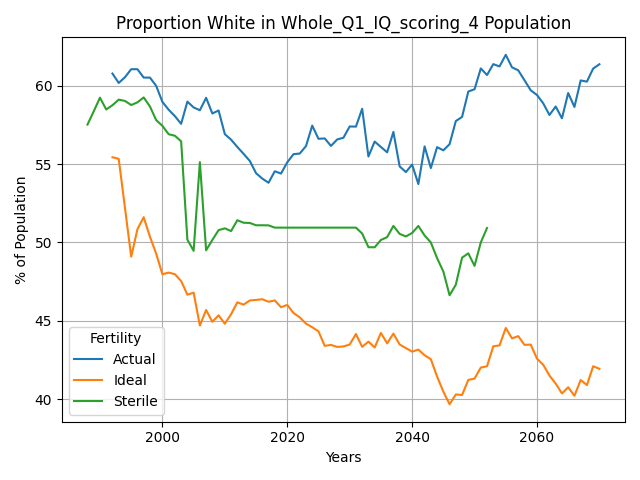 Proportion White in Whole_Q1_IQ_scoring_4 Population
% of Population
60
55
50
45
40
Fertility
Actual
Ideal
Sterile
2000 2020 2040 2060
Years